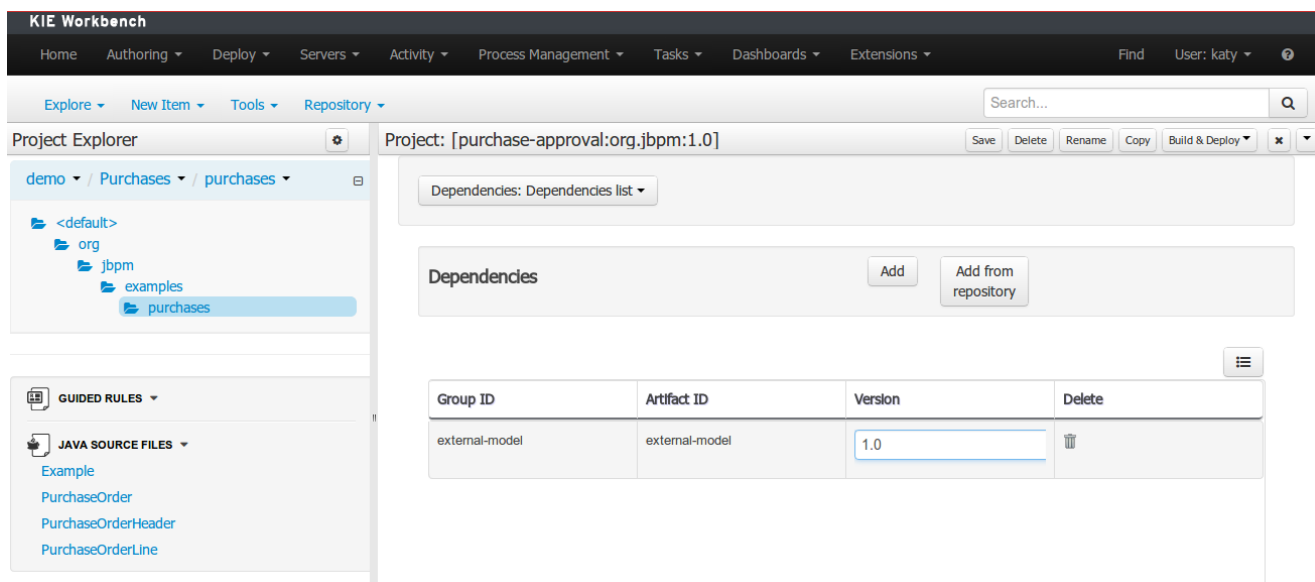 KIE Workbench
Home Authoring Deploy Servers Activity Process Management Tasks Dashboards Extensions Find User: katy
Explore New Item Tools Repository Search...
Project Explorer
Project: [purchase-approval:org.jbpm:1.0] Save Delete Rename Copy Build & Deploy
demo / Purchases / purchases
<default>
org
jbpm
examples
purchases
GUIDED RULES
JAVA SOURCE FILES
Example
PurchaseOrder
PurchaseOrderHeader
PurchaseOrderLine
Dependencies: Dependencies list
Dependencies Add Add from
repository
Group ID Artifact ID Version Delete
external-model external-model 1.0